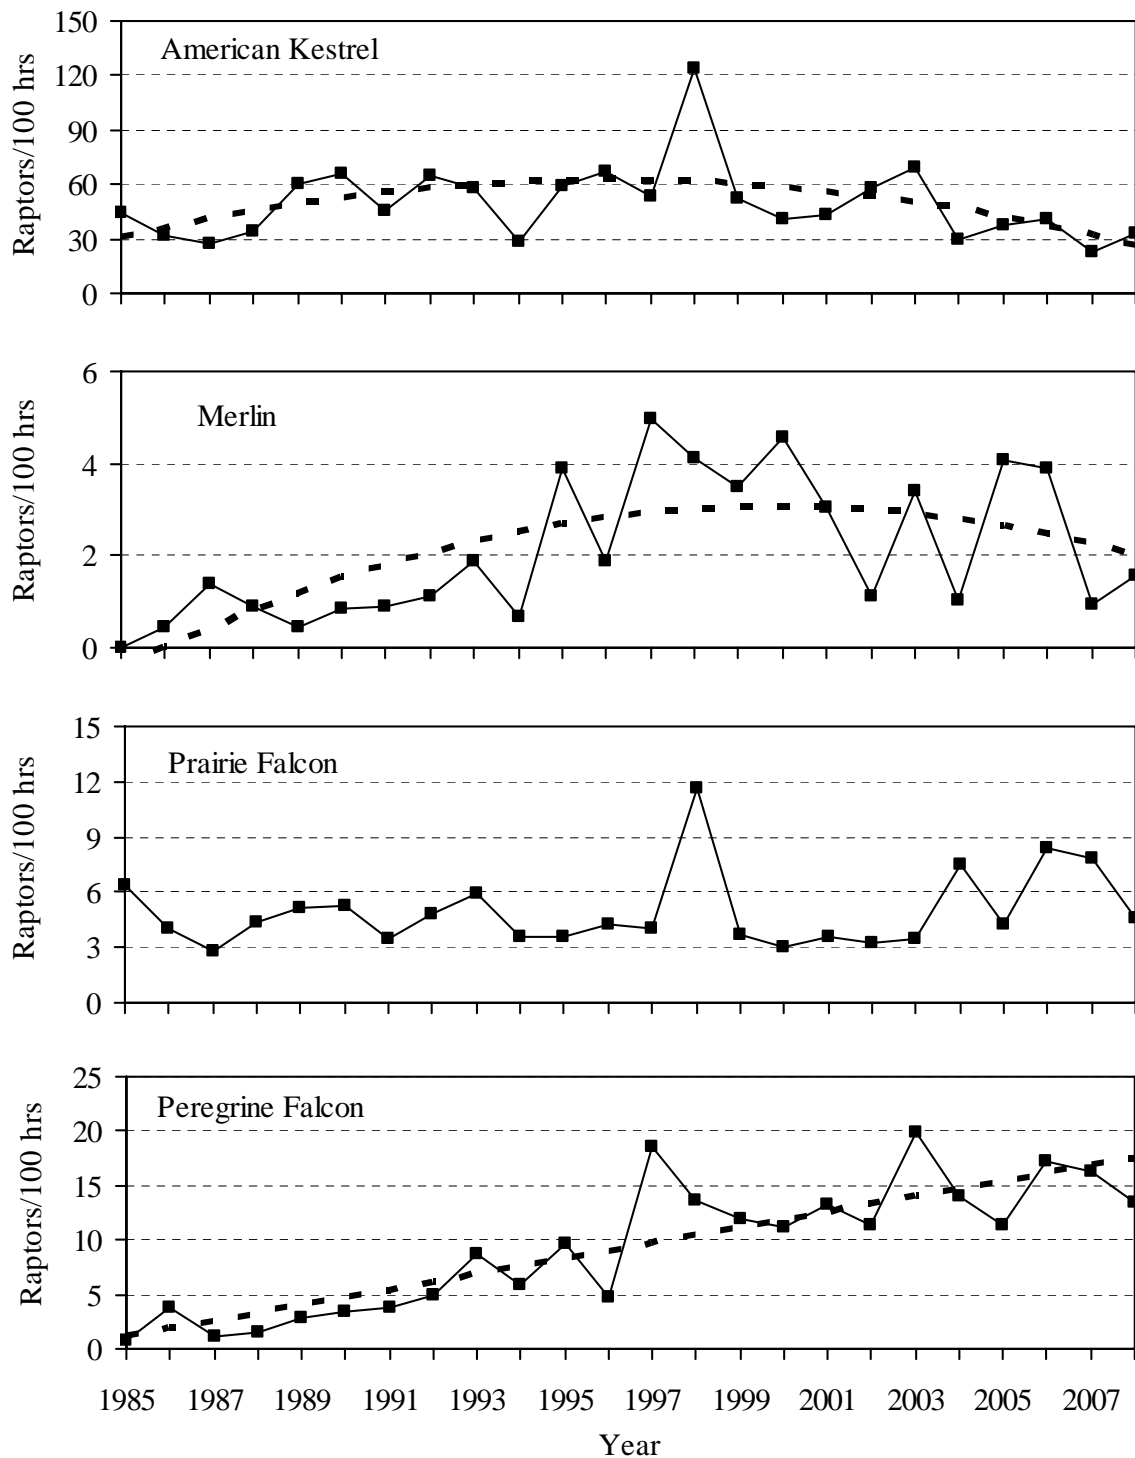 American Kestrel
Raptors/100 hrs
150
120
90
60
30
0
Merlin
Raptors/100 hrs
6
4
2
0
Prairie Falcon
Raptors/100 hrs
15
12
9
6
3
0
Peregrine Falcon
Raptors/100 hrs
25
20
15
10
5
0
1985 1987 1989 1991 1993 1995 1997 1999 2001 2003 2005 2007
Year